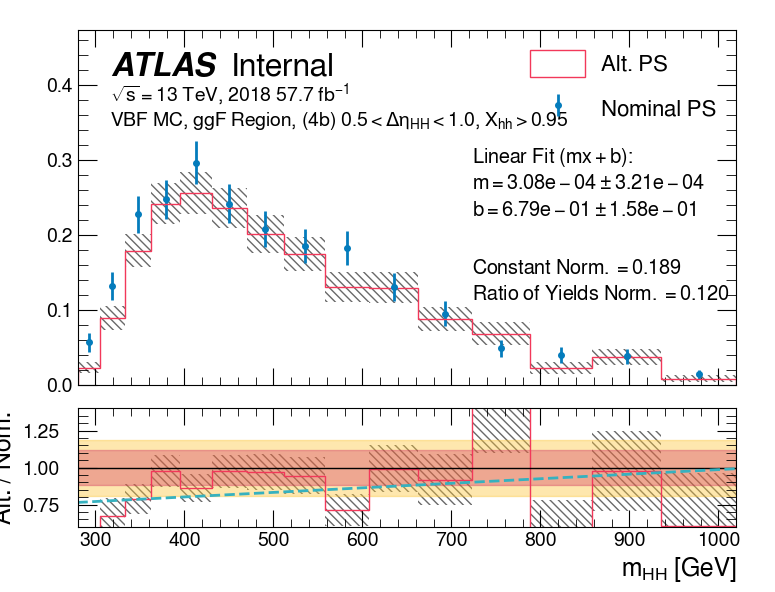 ATLAS Internal
√s = 13 TeV, 2018 57.7 fb⁻¹
VBF MC, ggF Region, (4b) 0.5 < Δη_HH < 1.0, X_hh > 0.95
Alt. PS
Nominal PS
Linear Fit (mx + b):
m = 3.08e − 04 ± 3.21e − 04
b = 6.79e − 01 ± 1.58e − 01
Constant Norm. = 0.189
Ratio of Yields Norm. = 0.120
0.4
0.3
0.2
0.1
0.0
Alt. / Nom.
1.25
1.00
0.75
300 400 500 600 700 800 900 1000
m_HH [GeV]